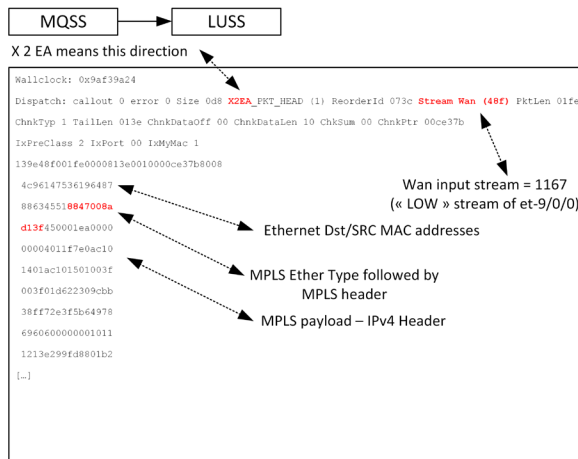 MQSS
LUSS
X 2 EA means this direction
Wallclock: 0x9af39a24
Dispatch: callout 0 error 0 Size 0d8 X2EA_PKT_HEAD (1) ReorderId 073c Stream Wan (48f) PktLen 01fe
ChnkTyp 1 TailLen 013e ChnkDataOff 00 ChnkDataLen 10 ChkSum 00 ChnkPtr 00ce37b
IxPreClass 2 IxPort 00 IxMyMac 1
139e48f001fe0000813e0010000ce37b8008
4c96147536196487
886345518847008a
d13f450001ea0000
00004011f7e0ac10
1401ac101501003f
003f01d622309cbb
38ff72e3f5b64978
6960600000001011
1213e299fd8801b2
[…]
Wan input stream = 1167
(« LOW » stream of et-9/0/0)
Ethernet Dst/SRC MAC addresses
MPLS Ether Type followed by
MPLS header
MPLS payload – IPv4 Header